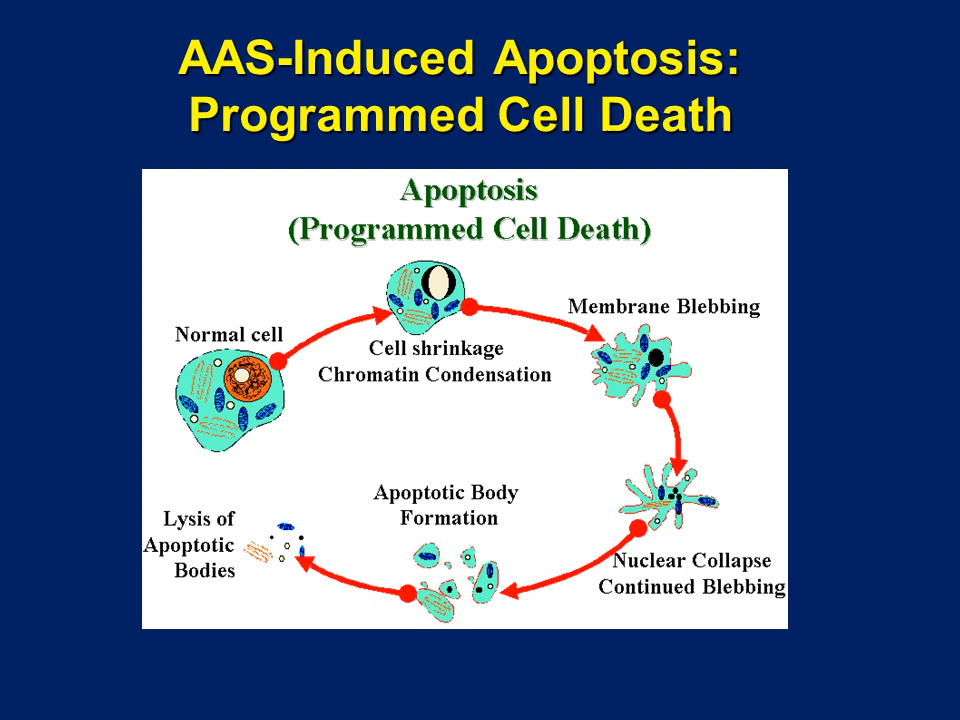 AAS-Induced Apoptosis:
Programmed Cell Death
Apoptosis
(Programmed Cell Death)
Normal cell
Cell shrinkage
Chromatin Condensation
Membrane Blebbing
Nuclear Collapse
Continued Blebbing
Apoptotic Body
Formation
Lysis of
Apoptotic
Bodies